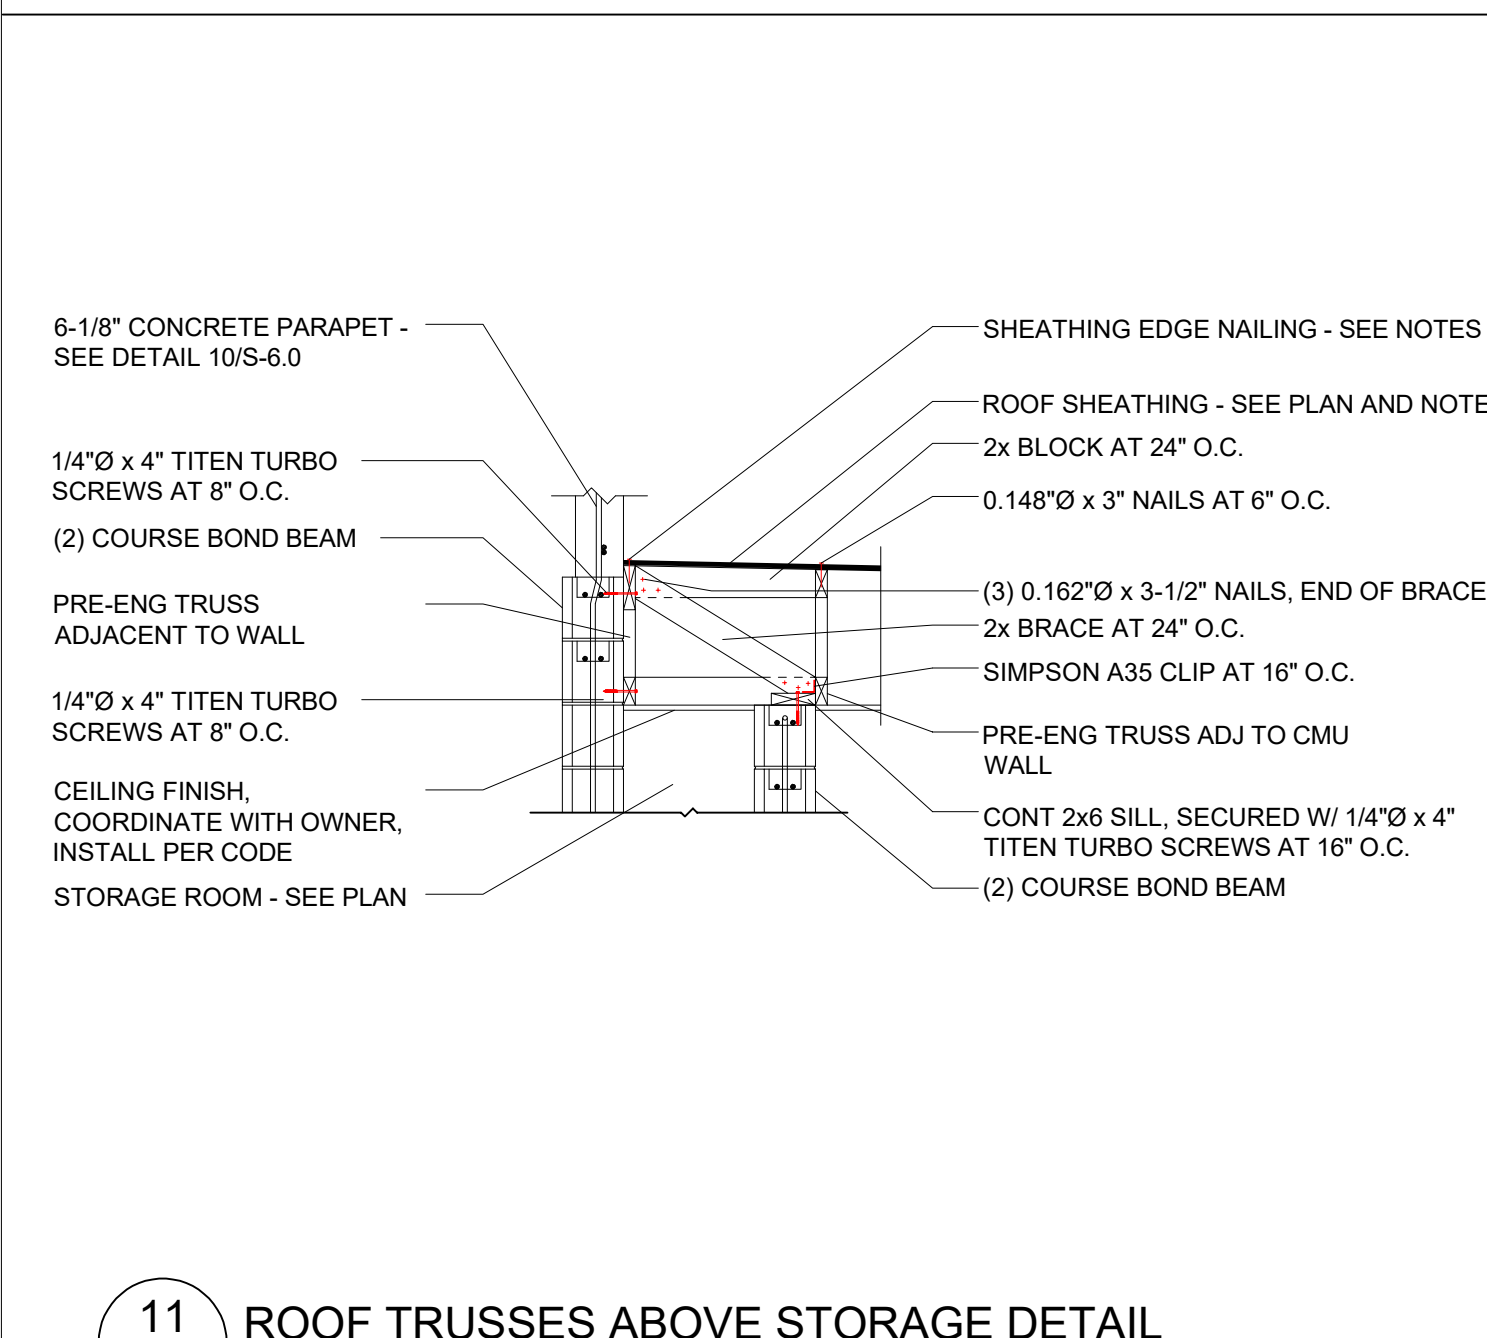 6-1/8" CONCRETE PARAPET -
SEE DETAIL 10/S-6.0
1/4"Ø x 4" TITEN TURBO
SCREWS AT 8" O.C.
(2) COURSE BOND BEAM
PRE-ENG TRUSS
ADJACENT TO WALL
1/4"Ø x 4" TITEN TURBO
SCREWS AT 8" O.C.
CEILING FINISH,
COORDINATE WITH OWNER,
INSTALL PER CODE
STORAGE ROOM - SEE PLAN
SHEATHING EDGE NAILING - SEE NOTES
ROOF SHEATHING - SEE PLAN AND NOTE
2x BLOCK AT 24" O.C.
0.148"Ø x 3" NAILS AT 6" O.C.
(3) 0.162"Ø x 3-1/2" NAILS, END OF BRACE
2x BRACE AT 24" O.C.
SIMPSON A35 CLIP AT 16" O.C.
PRE-ENG TRUSS ADJ TO CMU
WALL
CONT 2x6 SILL, SECURED W/ 1/4"Ø x 4"
TITEN TURBO SCREWS AT 16" O.C.
(2) COURSE BOND BEAM
11
ROOF TRUSSES ABOVE STORAGE DETAIL